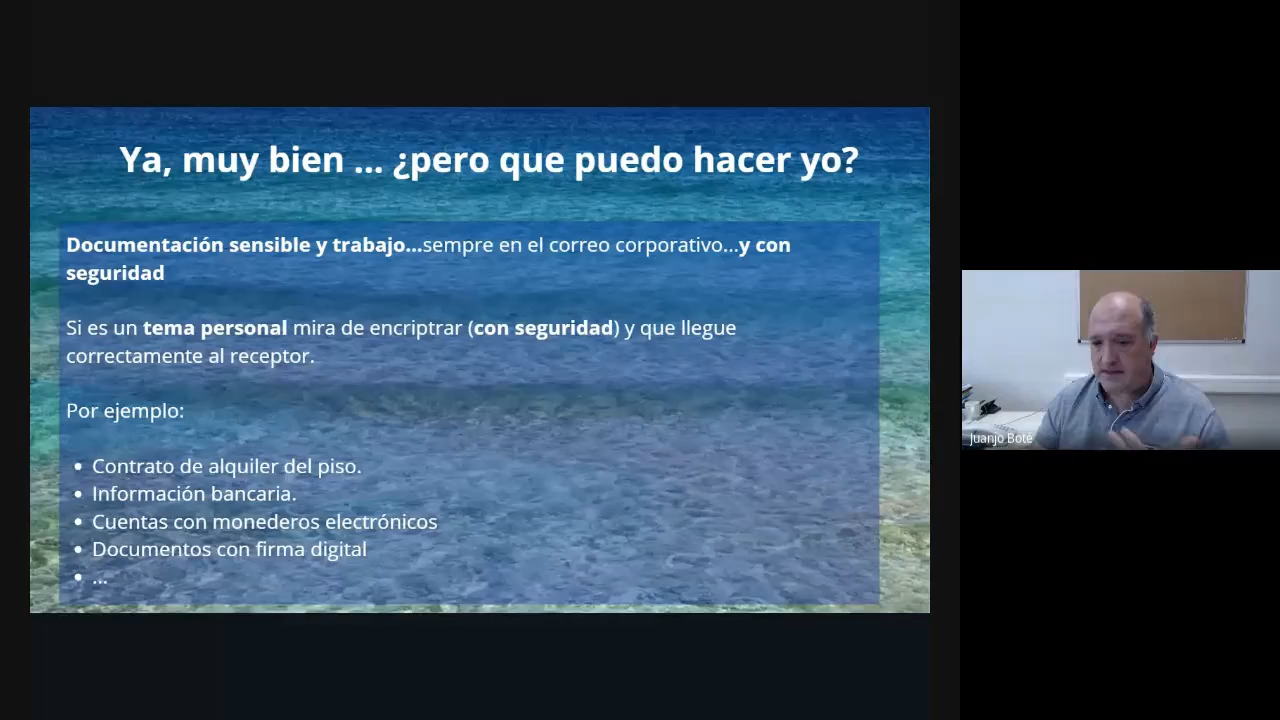 Ya, muy bien ... ¿pero que puedo hacer yo?
Documentación sensible y trabajo...sempre en el correo corporativo...y con
seguridad
Si es un tema personal mira de encriptrar (con seguridad) y que llegue
correctamente al receptor.
Por ejemplo:
• Contrato de alquiler del piso.
• Información bancaria.
• Cuentas con monederos electrónicos
• Documentos con firma digital
• ...
Juanjo Boté